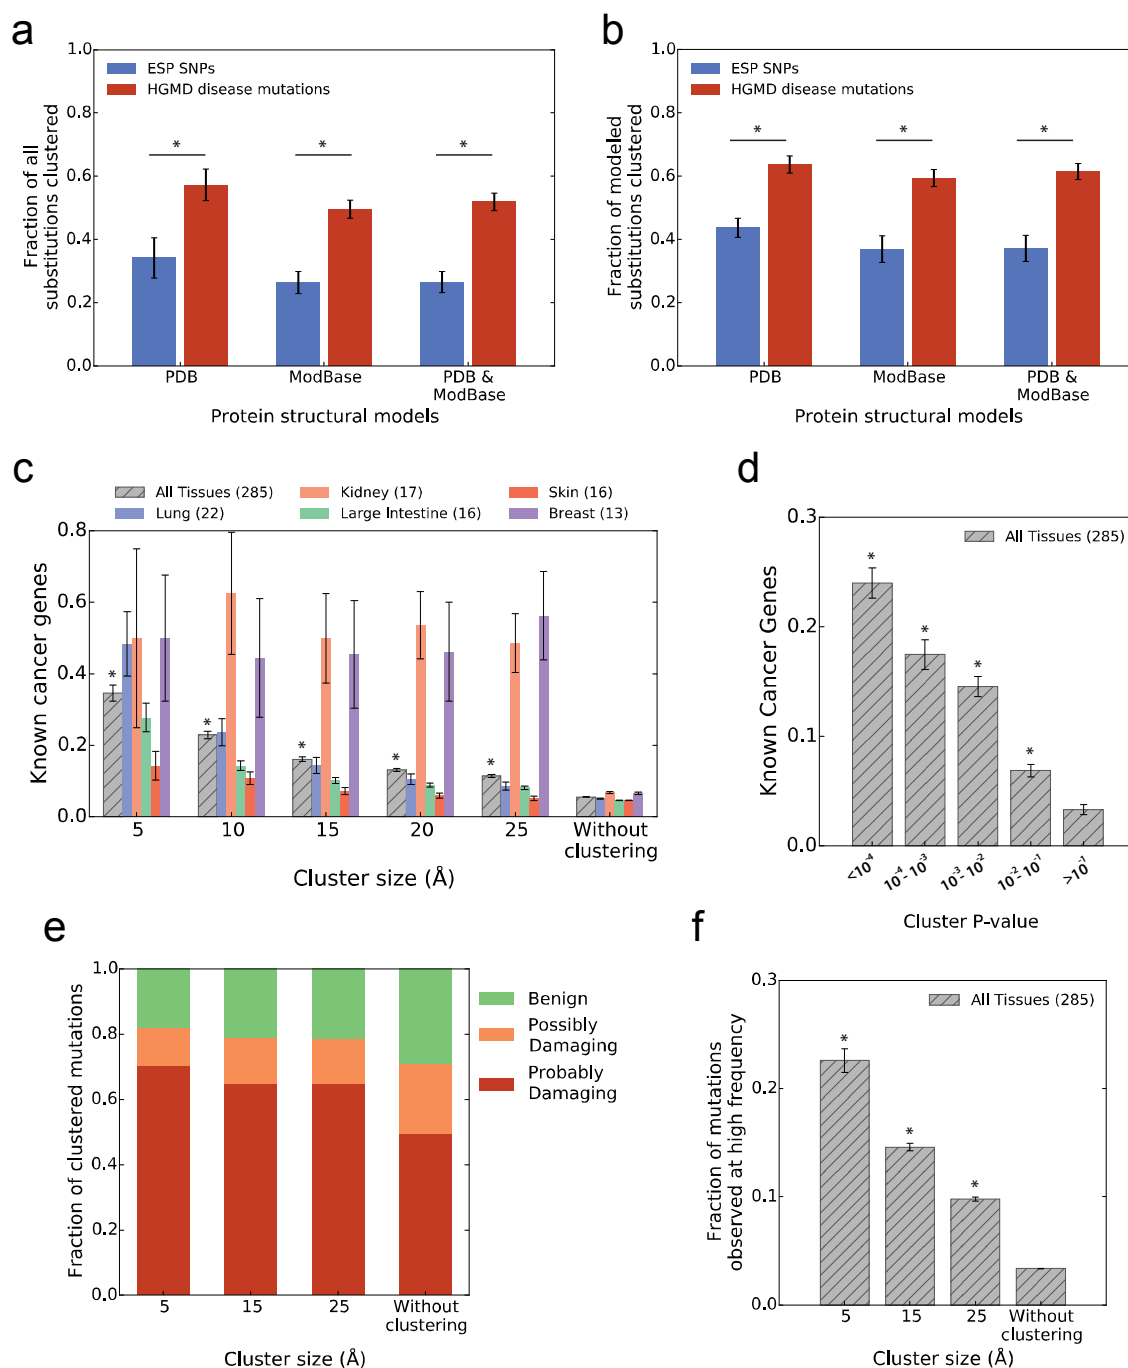 a
1.0
0.8
0.6
0.4
0.2
0.0
Fraction of all
substitutions clustered
ESP SNPs
HGMD disease mutations
* * *
PDB
ModBase
PDB &
ModBase
Protein structural models
b
1.0
0.8
0.6
0.4
0.2
0.0
Fraction of modeled
substitutions clustered
ESP SNPs
HGMD disease mutations
* * *
PDB
ModBase
PDB &
ModBase
Protein structural models
c
All Tissues (285)
Lung (22)
Kidney (17)
Large Intestine (16)
Skin (16)
Breast (13)
0.8
0.6
0.4
0.2
0.0
Known cancer genes
* * * * *
5 10 15 20 25 Without
clustering
Cluster size (Å)
d
0.3
0.2
0.1
0.0
Known Cancer Genes
All Tissues (285)
* * * *
<10⁻⁴
10⁻⁴- 10⁻³
10⁻³- 10⁻²
10⁻²- 10⁻¹
>10⁻¹
Cluster P-value
e
1.0
0.8
0.6
0.4
0.2
0.0
Fraction of clustered mutations
Benign
Possibly
Damaging
Probably
Damaging
5 15 25 Without
clustering
Cluster size (Å)
f
0.3
0.2
0.1
0.0
Fraction of mutations
observed at high frequency
All Tissues (285)
* * *
5 15 25 Without
clustering
Cluster size (Å)